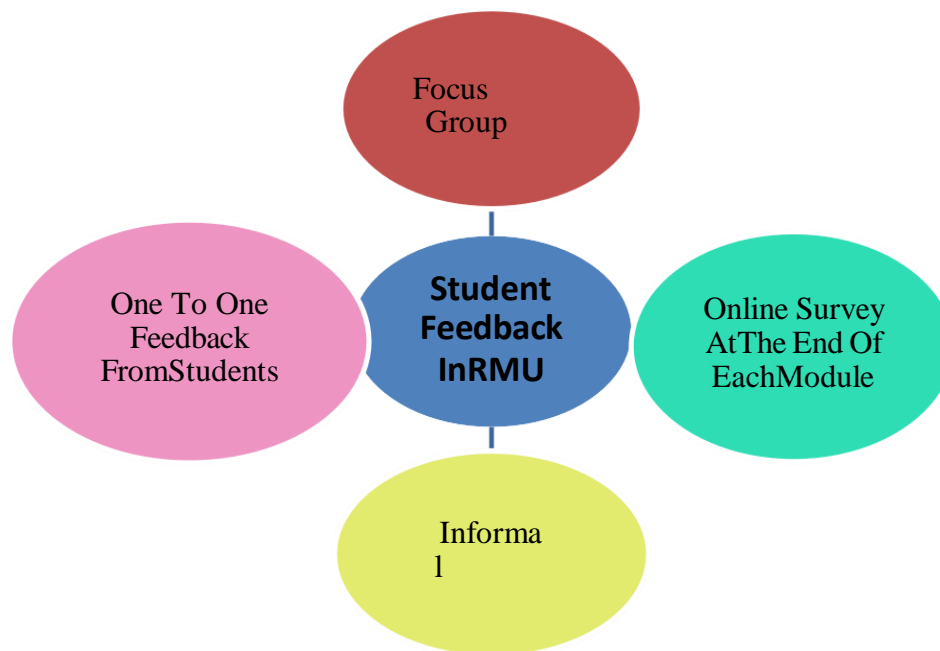 Focus
Group
One To One
Feedback
FromStudents
Student
Feedback
InRMU
Online Survey
AtThe End Of
EachModule
Informa
l